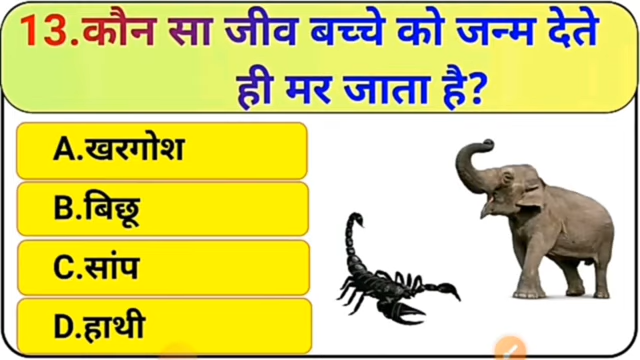 13.कौन सा जीव बच्चे को जन्म देते
ही मर जाता है?
A.खरगोश
B.बिछू
C.सांप
D.हाथी